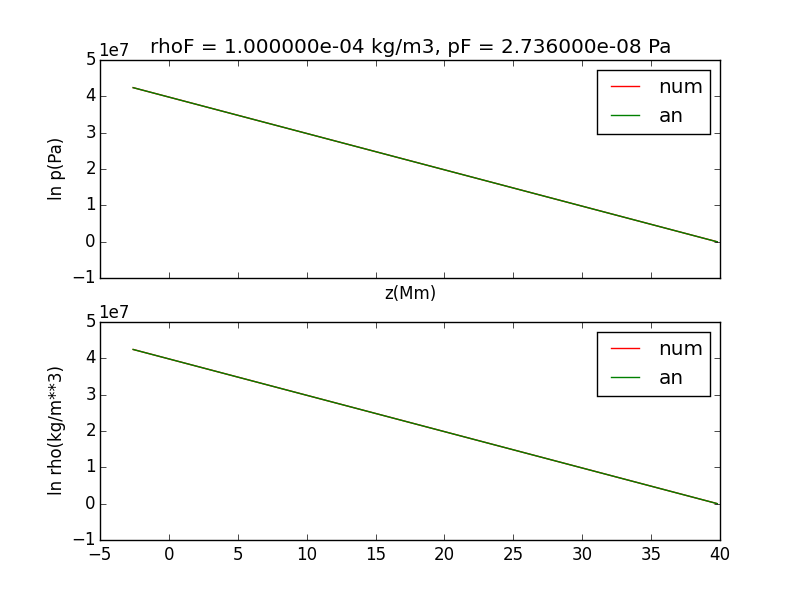 rhoF = 1.000000e-04 kg/m3, pF = 2.736000e-08 Pa
1e7
5
4
3
2
1
0
−1
ln p(Pa)
num
an
z(Mm)
1e7
5
4
3
2
1
0
−1
ln rho(kg/m**3)
num
an
−5 0 5 10 15 20 25 30 35 40